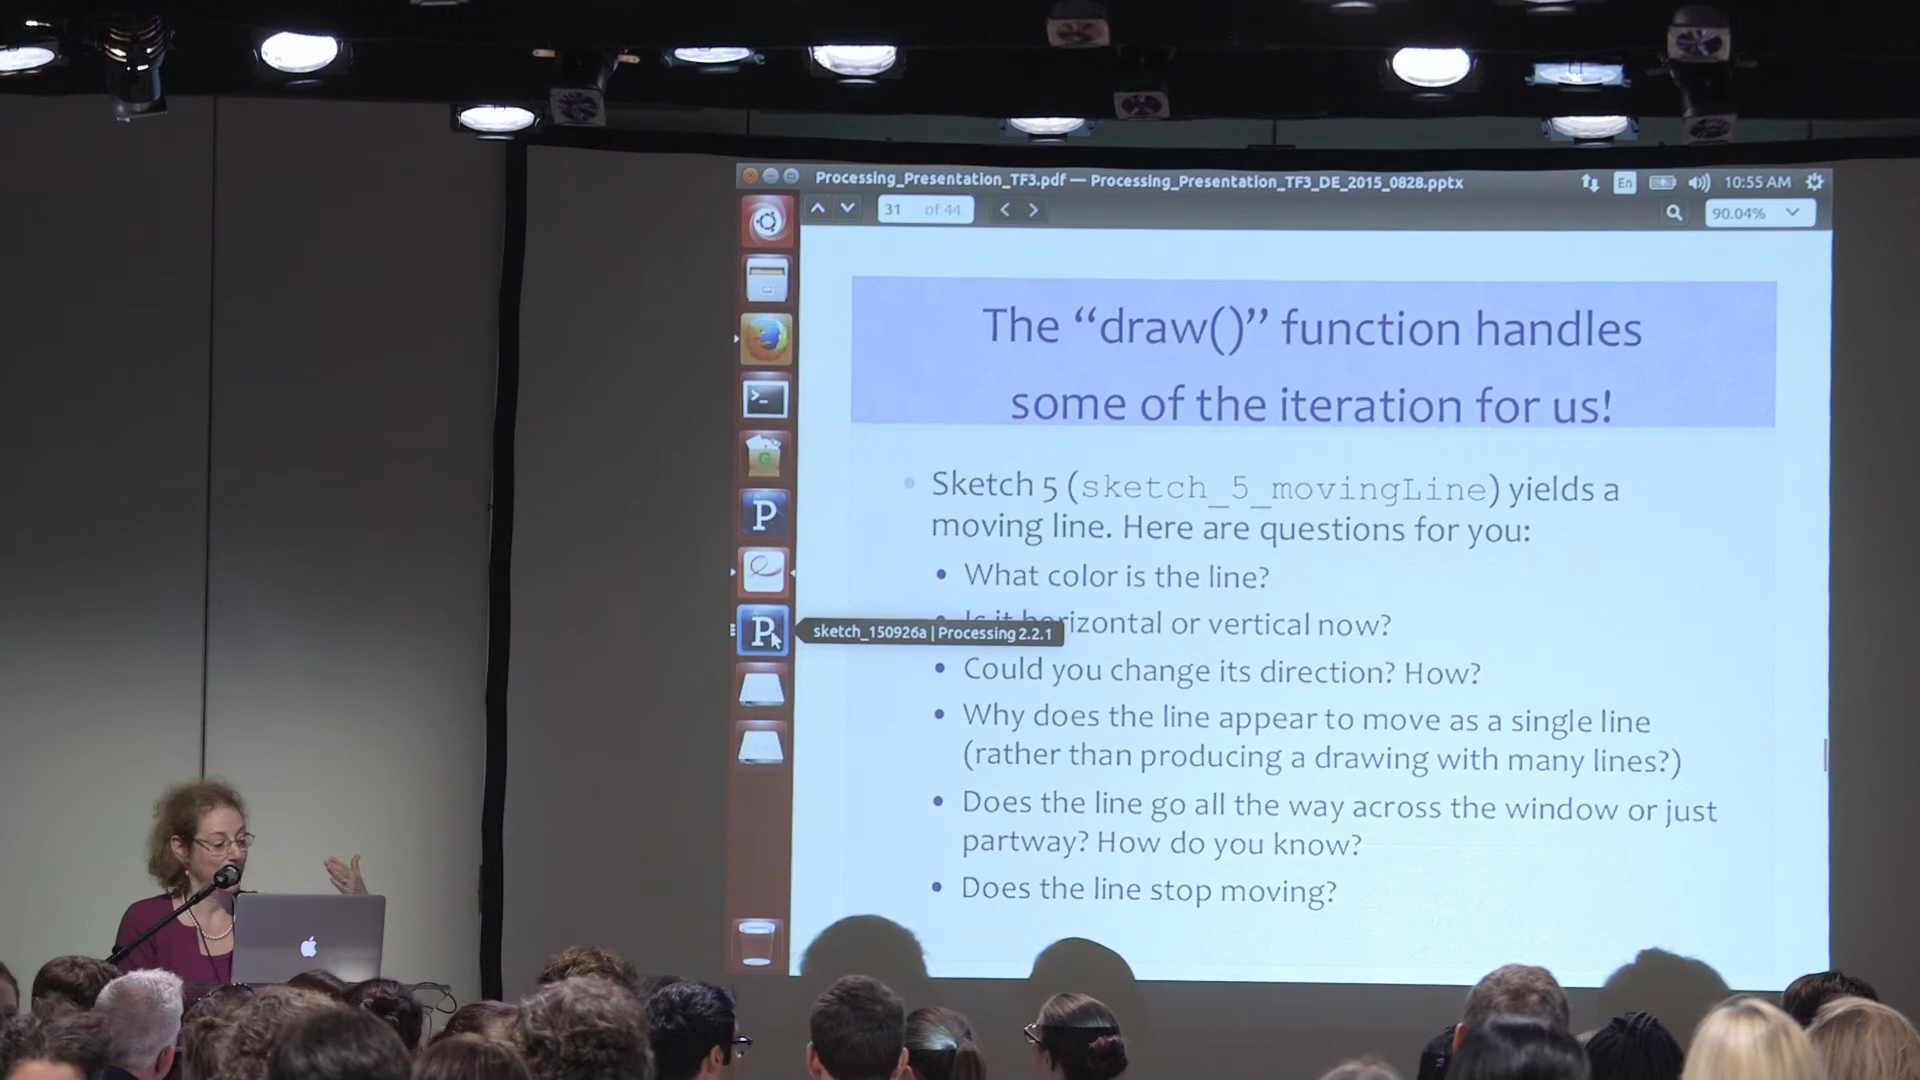 Processing_Presentation_TF3.pdf — Processing_Presentation_TF3_DE_2015_0828.pptx
En
10:55 AM
31 of 44
90.04%
The “draw()” function handles
some of the iteration for us!
Sketch 5 (sketch_5_movingLine) yields a
moving line. Here are questions for you:
• What color is the line?
• Is it horizontal or vertical now?
sketch_150926a | Processing 2.2.1
• Could you change its direction? How?
• Why does the line appear to move as a single line
(rather than producing a drawing with many lines?)
• Does the line go all the way across the window or just
partway? How do you know?
• Does the line stop moving?
>_
G
P
P